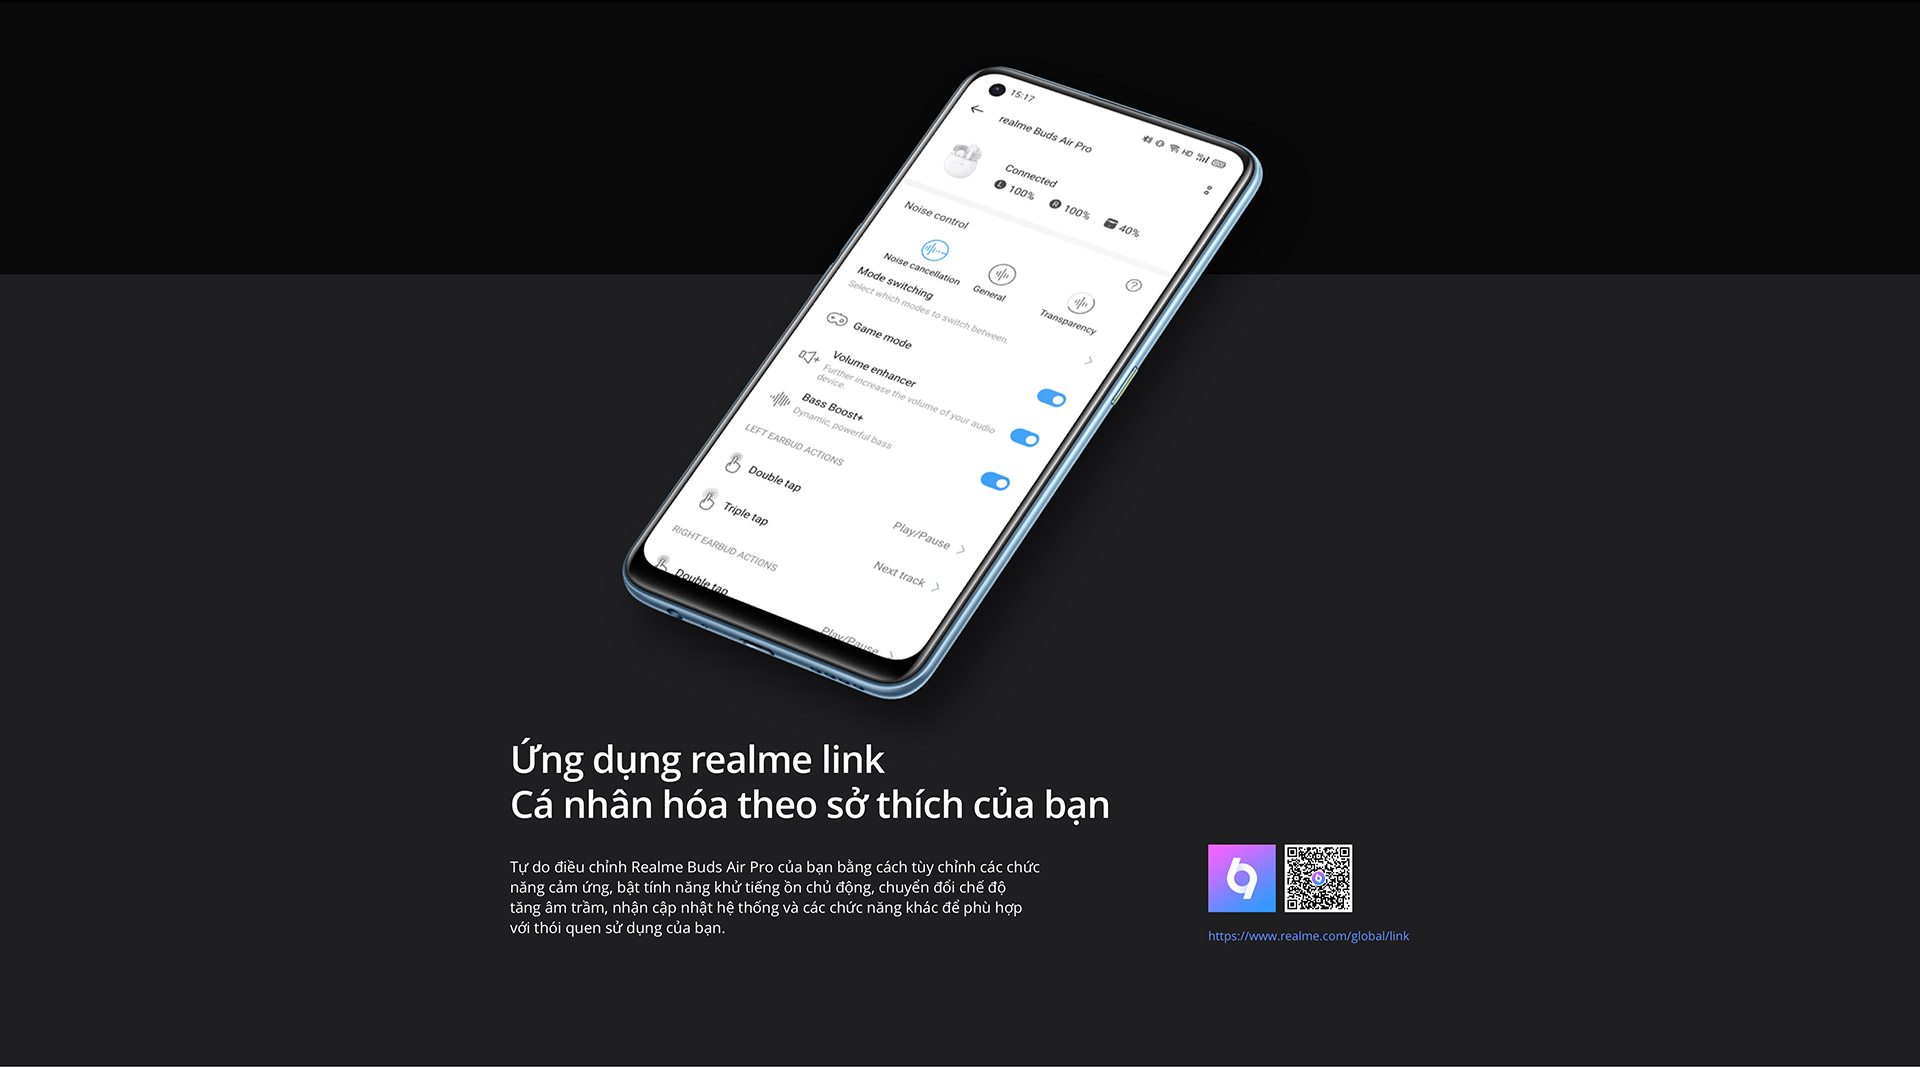 15:17
realme Buds Air Pro
Connected
L 100% R 100% 40%
Noise control
Noise cancellation
General
Transparency
Mode switching
Select which modes to switch between.
Game mode
Volume enhancer
Further increase the volume of your audio
device.
Bass Boost+
Dynamic, powerful bass
LEFT EARBUD ACTIONS
Double tap
Play/Pause
Triple tap
Next track
RIGHT EARBUD ACTIONS
Double tap
Play/Pause
Ứng dụng realme link
Cá nhân hóa theo sở thích của bạn
Tự do điều chỉnh Realme Buds Air Pro của bạn bằng cách tùy chỉnh các chức
năng cảm ứng, bật tính năng khử tiếng ồn chủ động, chuyển đổi chế độ
tăng âm trầm, nhận cập nhật hệ thống và các chức năng khác để phù hợp
với thói quen sử dụng của bạn.
https://www.realme.com/global/link